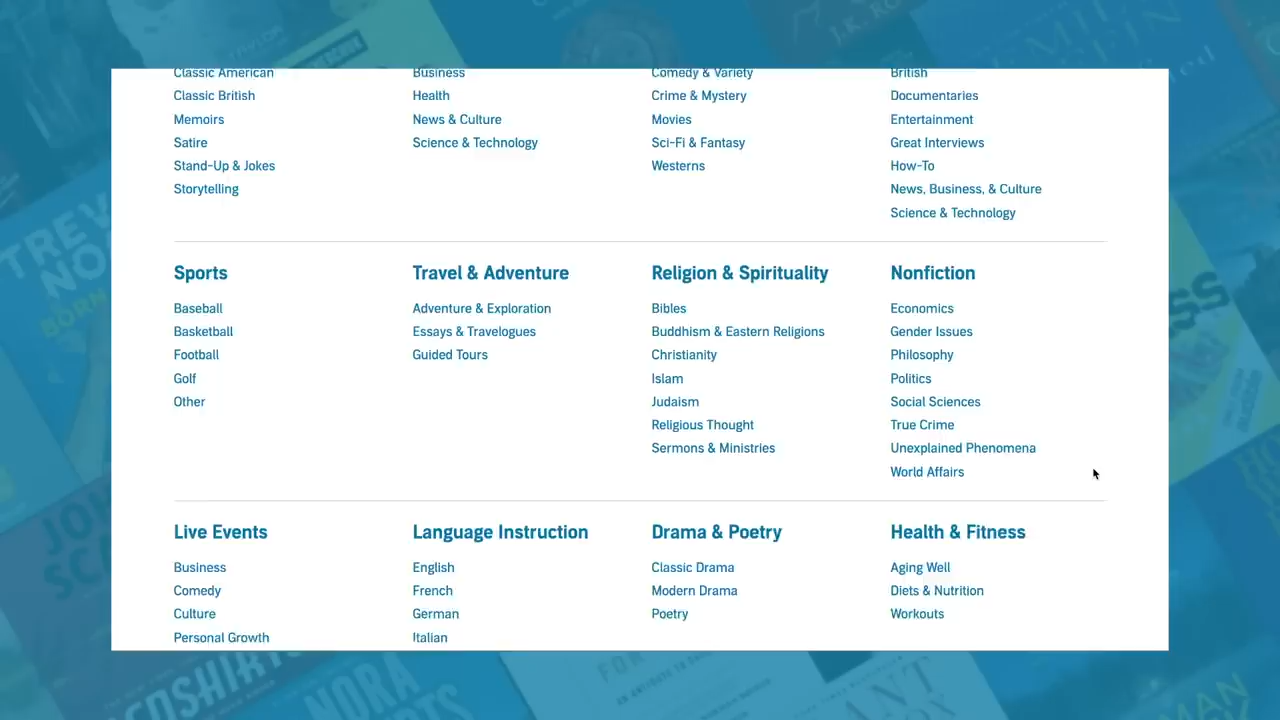 Classic American
Classic British
Memoirs
Satire
Stand-Up & Jokes
Storytelling
Business
Health
News & Culture
Science & Technology
Comedy & Variety
Crime & Mystery
Movies
Sci-Fi & Fantasy
Westerns
British
Documentaries
Entertainment
Great Interviews
How-To
News, Business, & Culture
Science & Technology
Sports
Baseball
Basketball
Football
Golf
Other
Travel & Adventure
Adventure & Exploration
Essays & Travelogues
Guided Tours
Religion & Spirituality
Bibles
Buddhism & Eastern Religions
Christianity
Islam
Judaism
Religious Thought
Sermons & Ministries
Nonfiction
Economics
Gender Issues
Philosophy
Politics
Social Sciences
True Crime
Unexplained Phenomena
World Affairs
Live Events
Business
Comedy
Culture
Personal Growth
Language Instruction
English
French
German
Italian
Drama & Poetry
Classic Drama
Modern Drama
Poetry
Health & Fitness
Aging Well
Diets & Nutrition
Workouts
TREV
NO
BORN
NORA